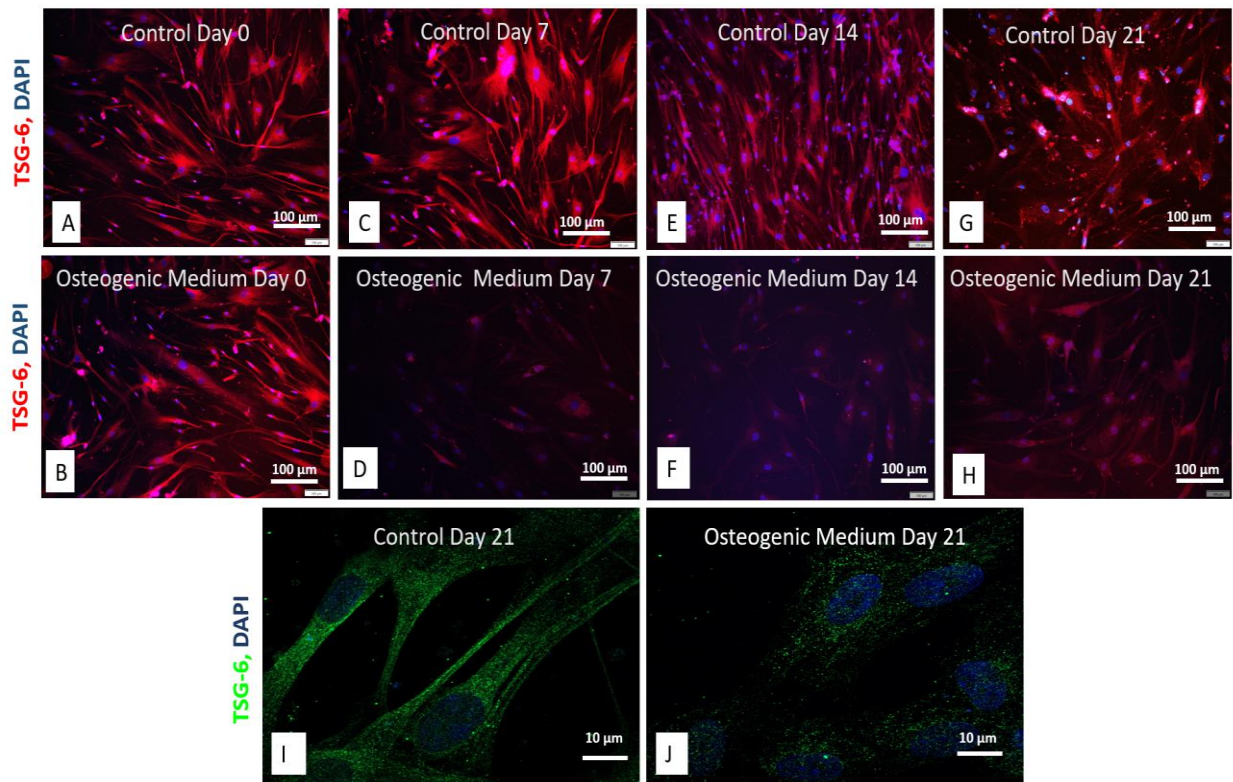 TSG-6, DAPI
Control Day 0
100 µm
A
Control Day 7
100 µm
C
Control Day 14
100 µm
E
Control Day 21
100 µm
G
TSG-6, DAPI
Osteogenic Medium Day 0
100 µm
B
Osteogenic Medium Day 7
100 µm
D
Osteogenic Medium Day 14
100 µm
F
Osteogenic Medium Day 21
100 µm
H
TSG-6, DAPI
Control Day 21
10 µm
I
Osteogenic Medium Day 21
10 µm
J